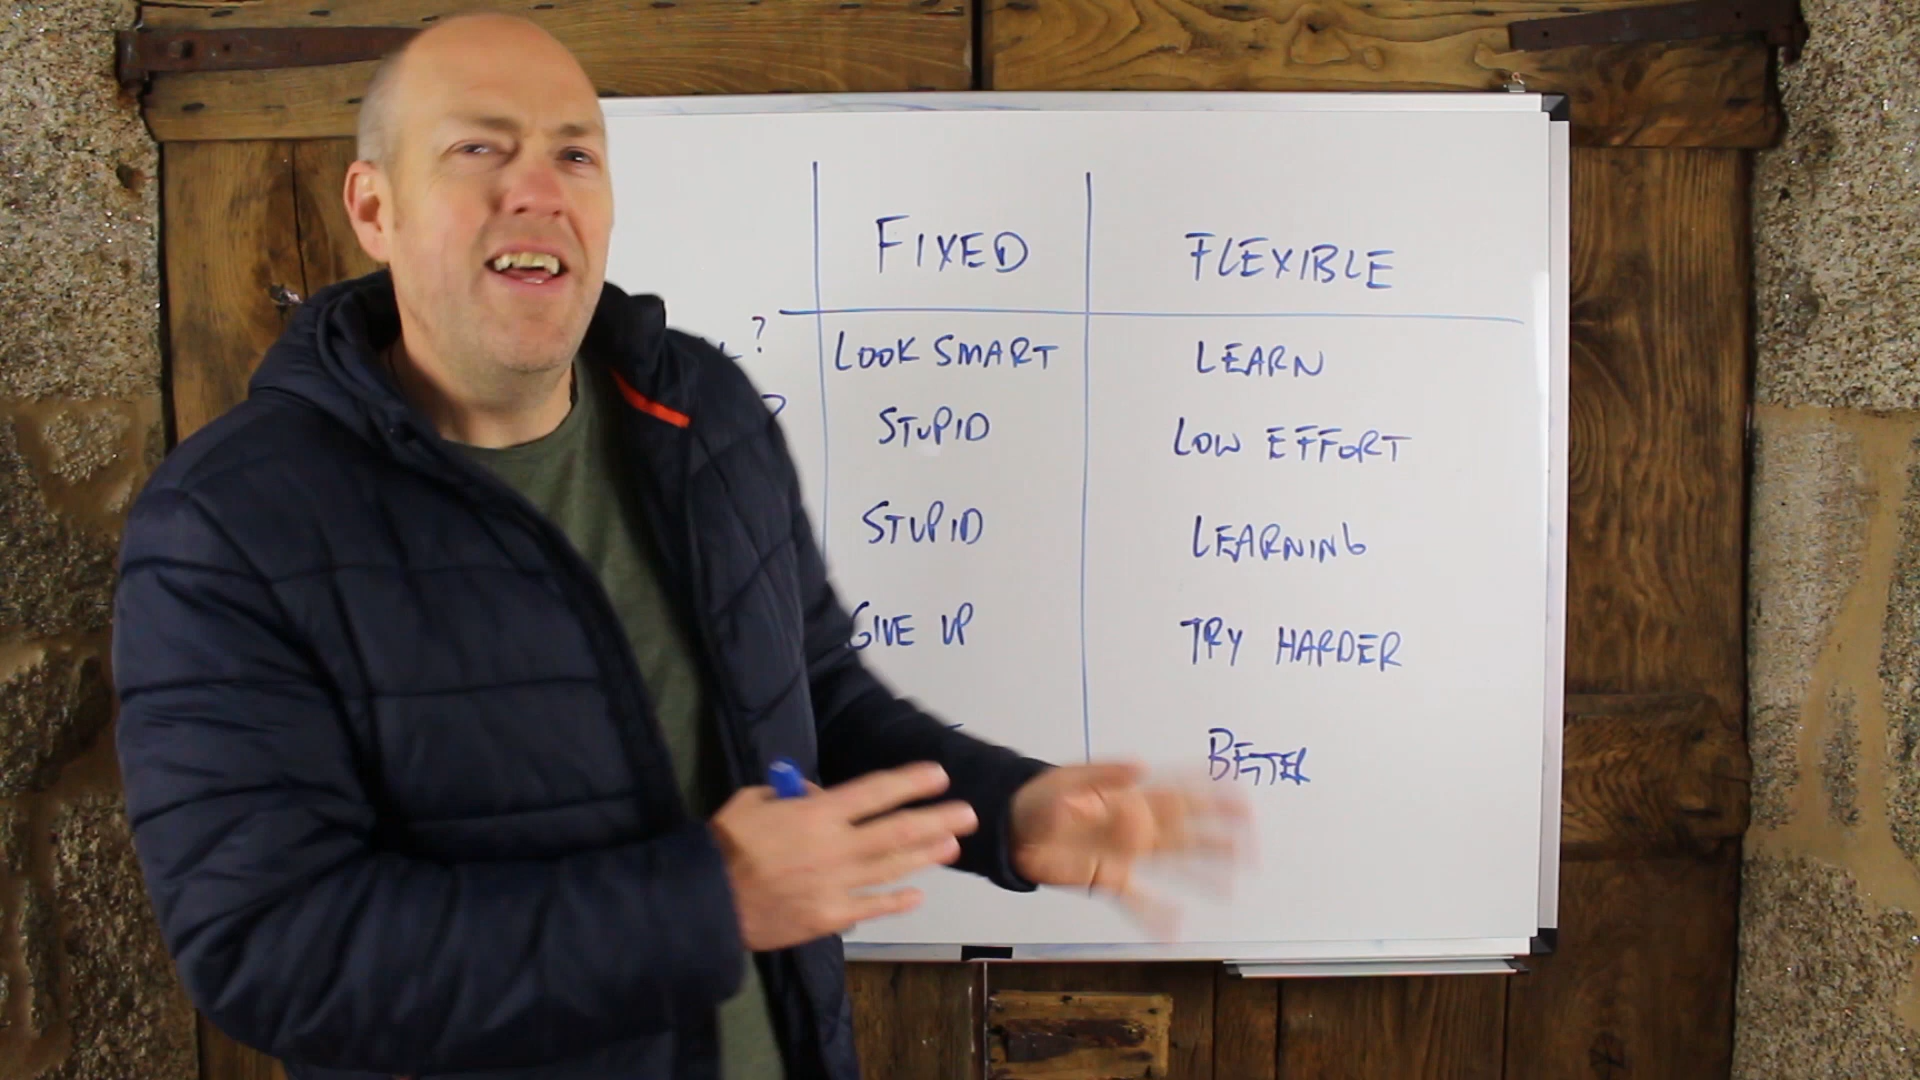 FIXED FLEXIBLE
? LOOK SMART LEARN
? STUPID LOW EFFORT
STUPID LEARNING
GIVE UP TRY HARDER
BETTER